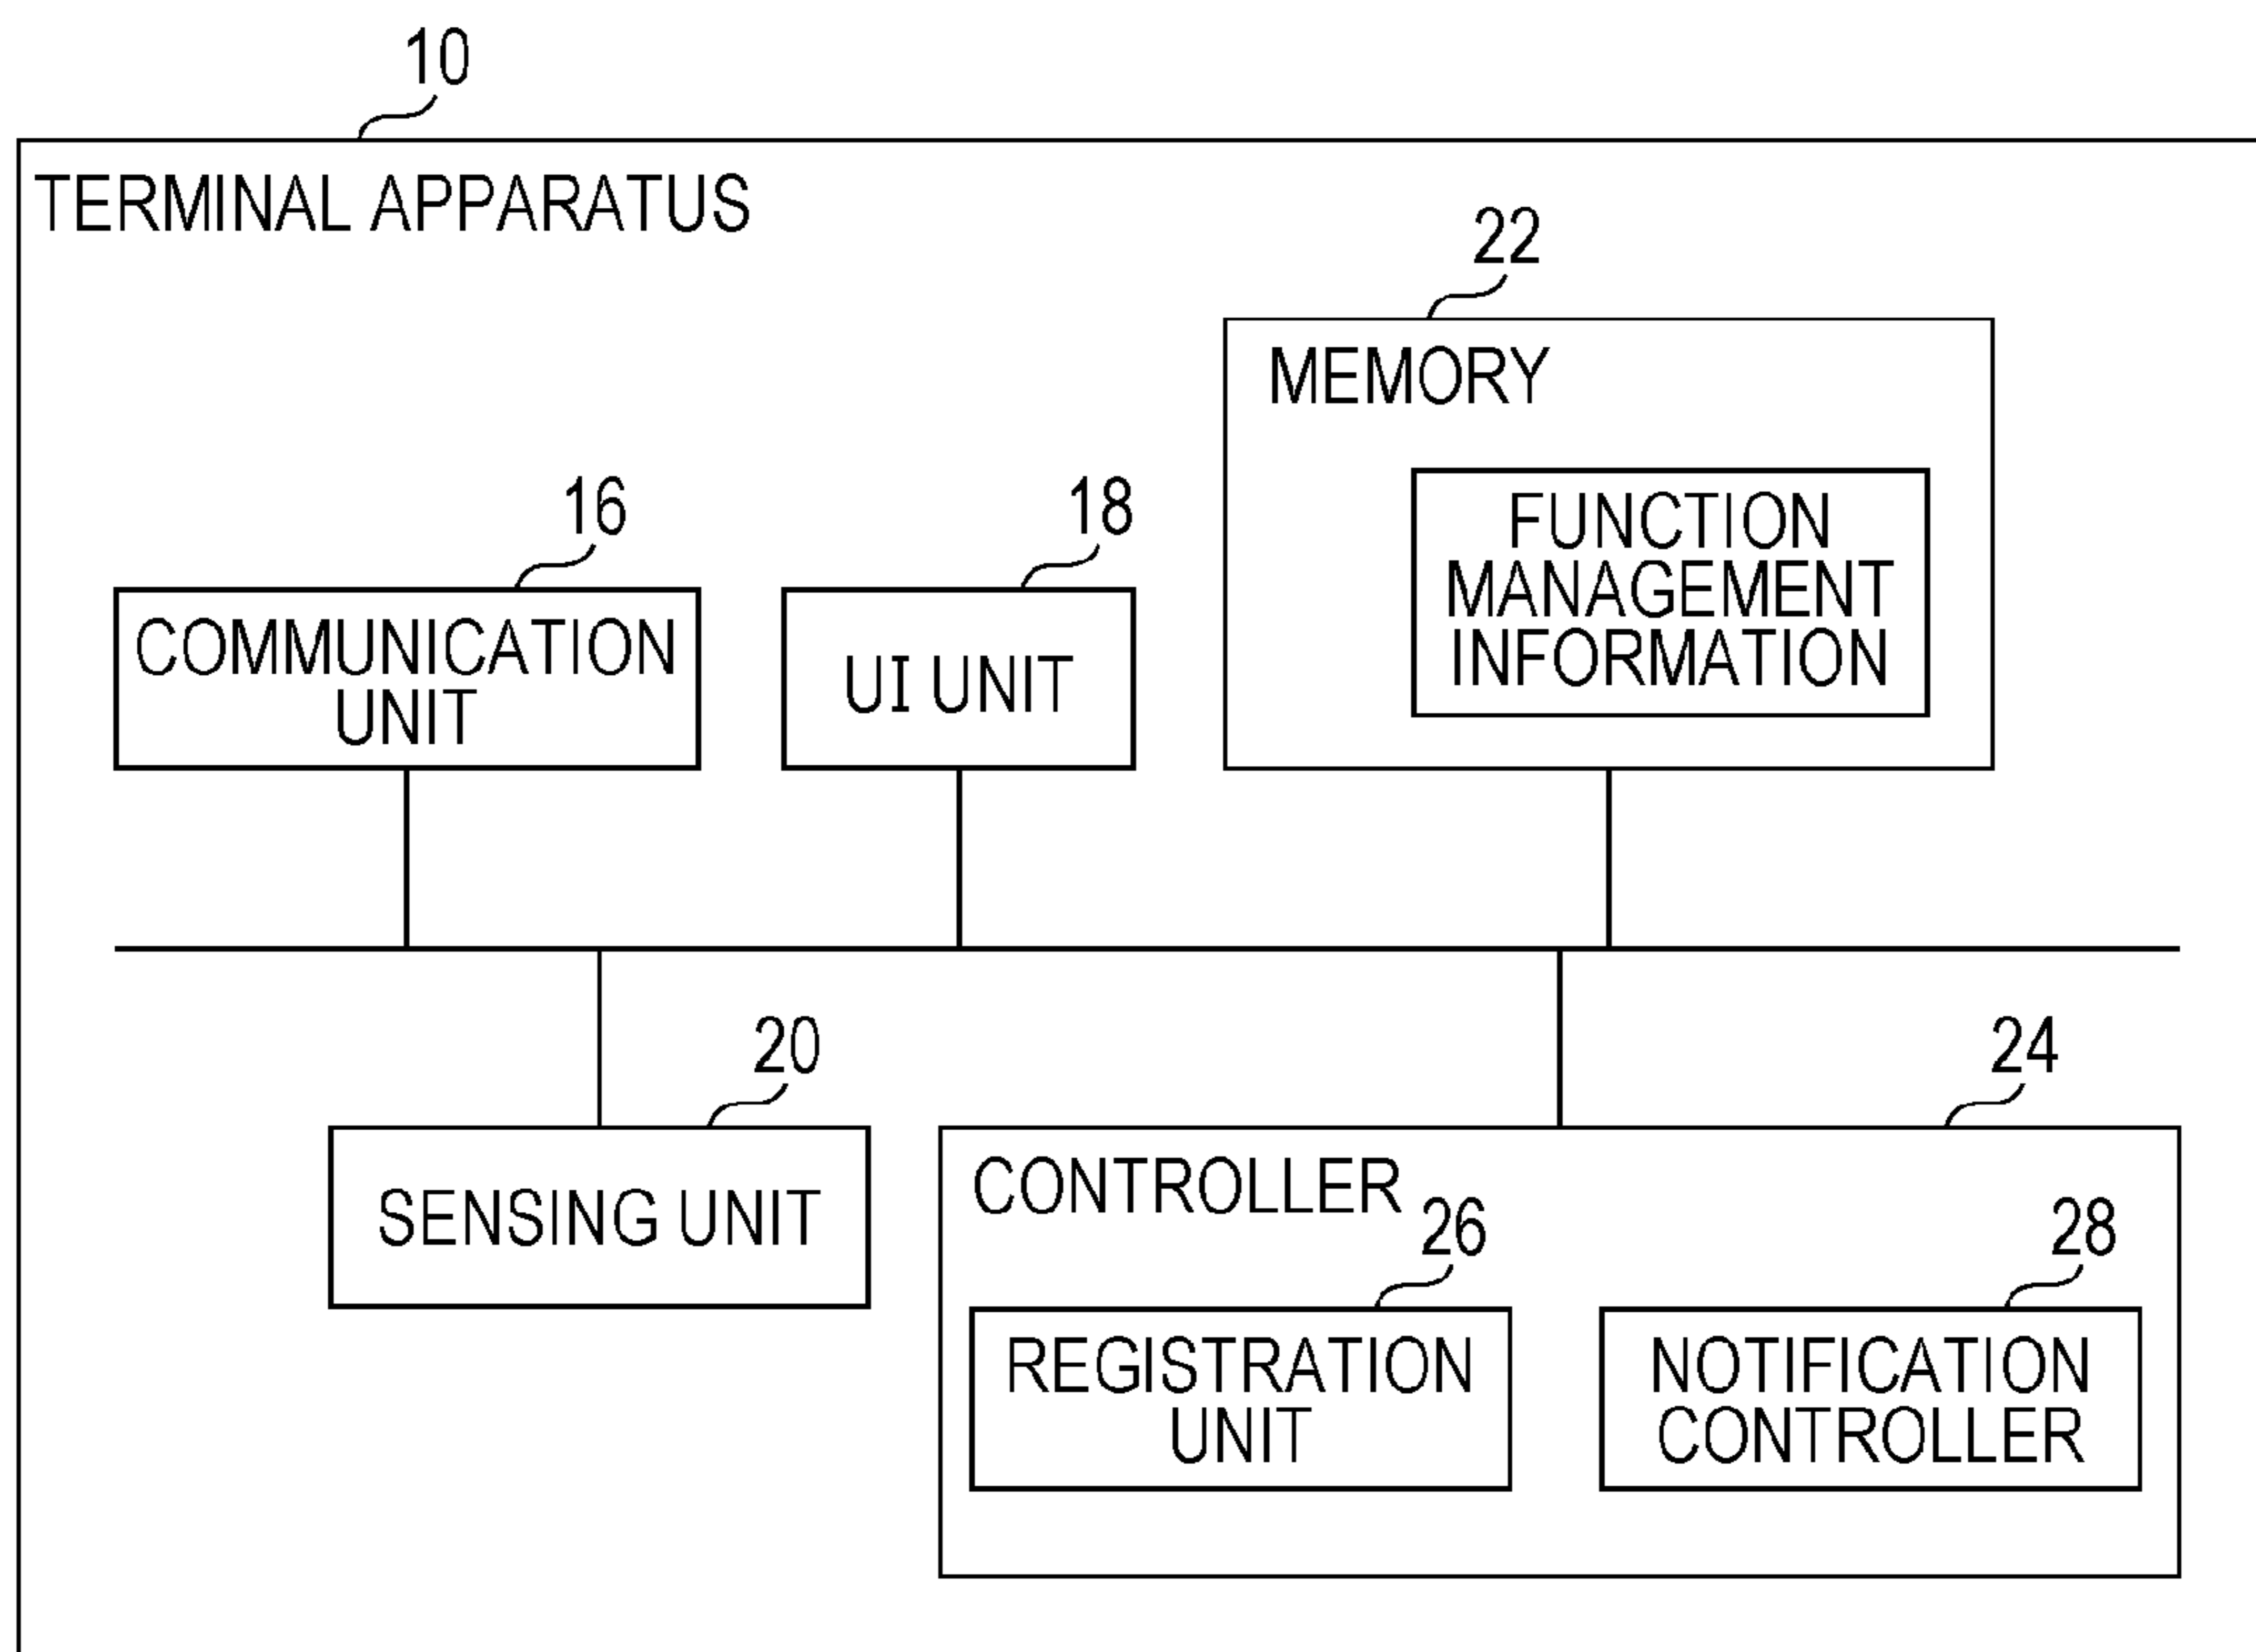 10
TERMINAL APPARATUS
22
MEMORY
FUNCTION
MANAGEMENT
INFORMATION
16
COMMUNICATION
UNIT
18
UI UNIT
20
SENSING UNIT
24
CONTROLLER
26
REGISTRATION
UNIT
28
NOTIFICATION
CONTROLLER